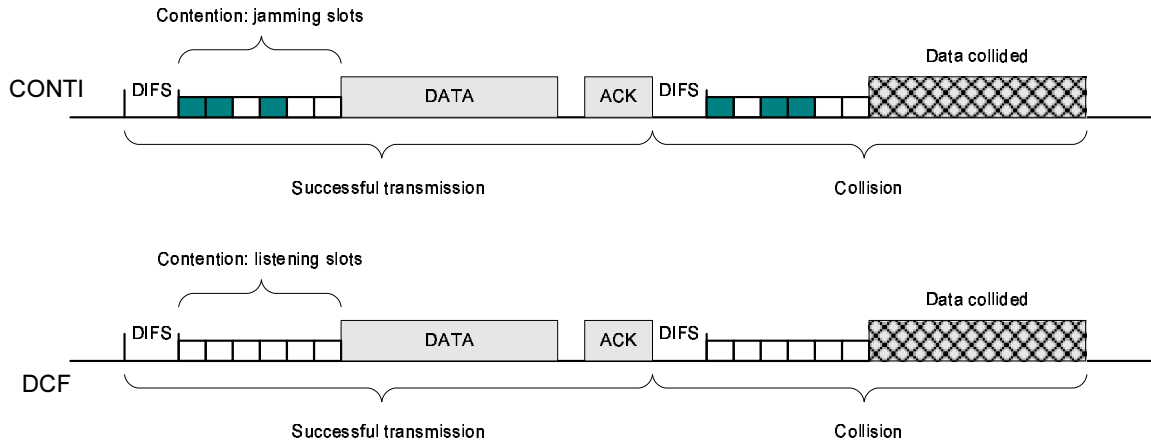 Contention: jamming slots
Data collided
CONTI
DIFS
DATA
ACK
DIFS
Successful transmission
Collision
Contention: listening slots
Data collided
DIFS
DATA
ACK
DIFS
DCF
Successful transmission
Collision